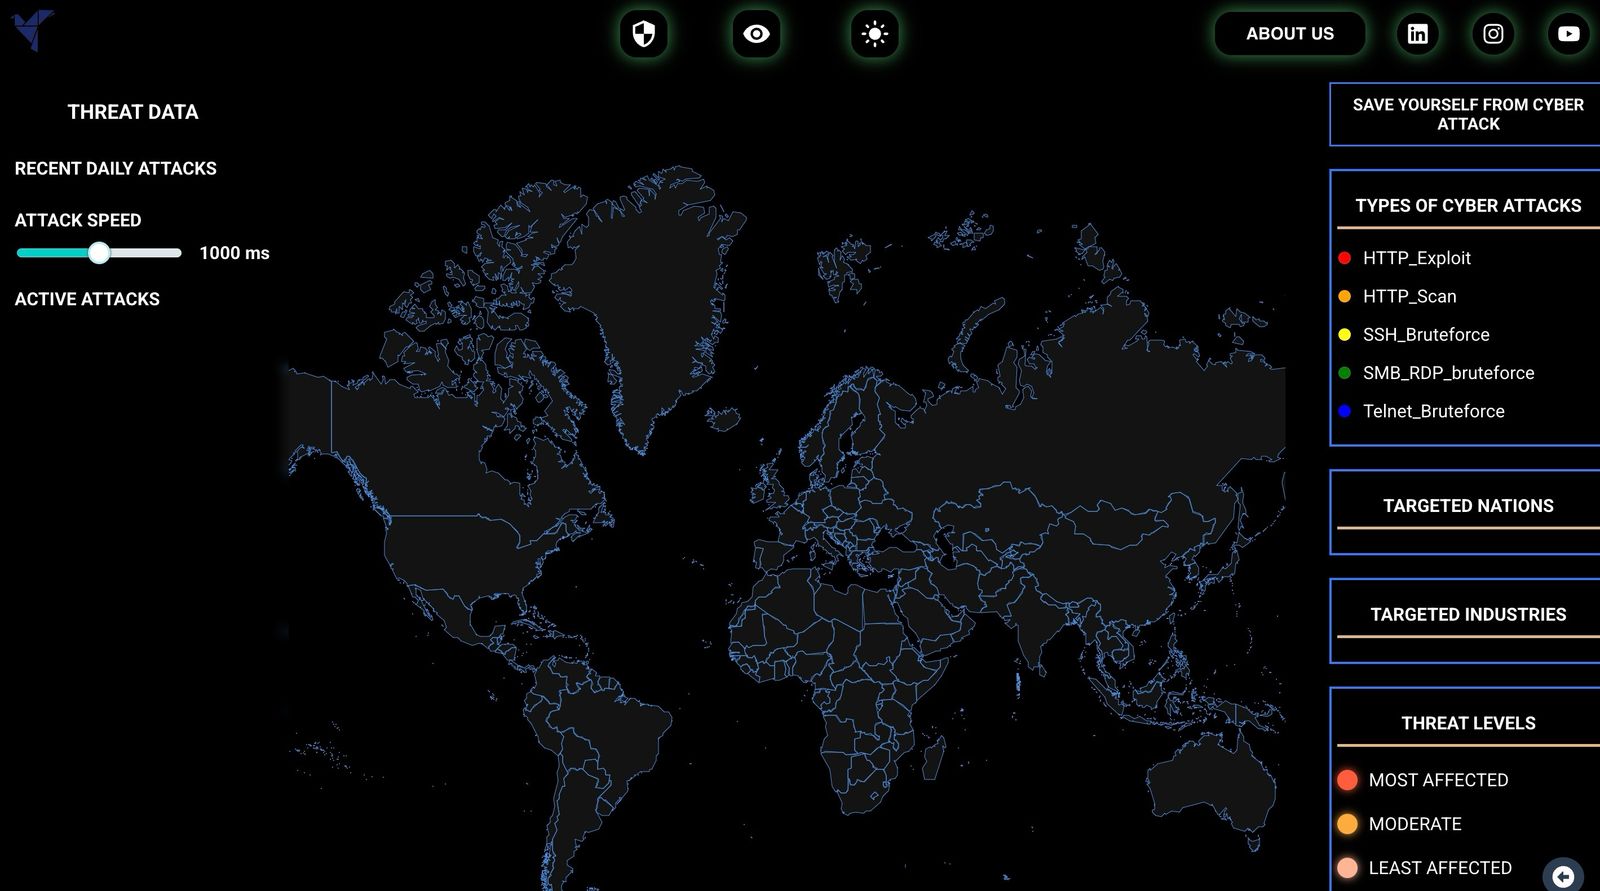 ABOUT US
THREAT DATA
RECENT DAILY ATTACKS
ATTACK SPEED
1000 ms
ACTIVE ATTACKS
SAVE YOURSELF FROM CYBER
ATTACK
TYPES OF CYBER ATTACKS
HTTP_Exploit
HTTP_Scan
SSH_Bruteforce
SMB_RDP_bruteforce
Telnet_Bruteforce
TARGETED NATIONS
TARGETED INDUSTRIES
THREAT LEVELS
MOST AFFECTED
MODERATE
LEAST AFFECTED